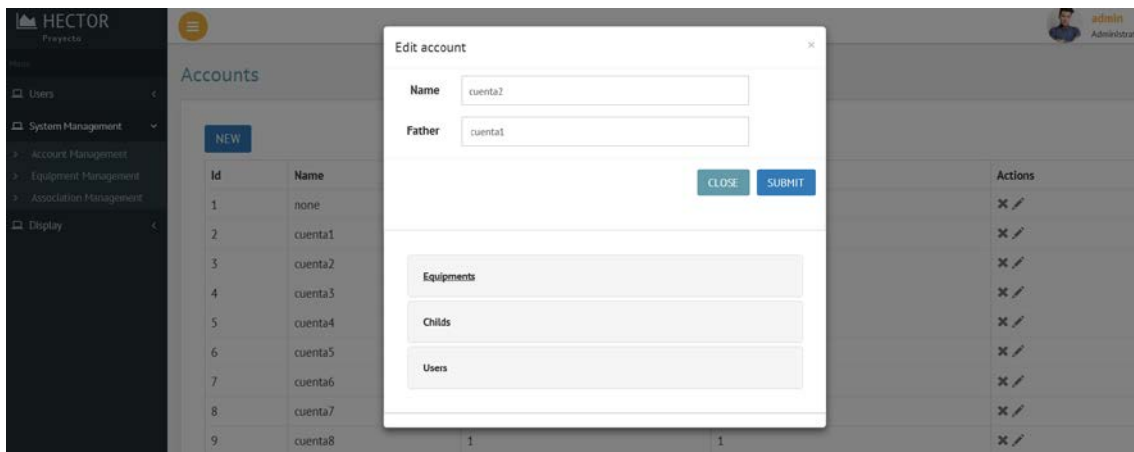 HECTOR
Proyecto
Menu
Users
System Management
Account Management
Equipment Management
Association Management
Display
admin
Administra
Accounts
NEW
Id Name Actions
1 none
2 cuenta1
3 cuenta2
4 cuenta3
5 cuenta4
6 cuenta5
7 cuenta6
8 cuenta7
9 cuenta8 1 1
Edit account ×
Name cuenta2
Father cuenta1
CLOSE SUBMIT
Equipments
Childs
Users